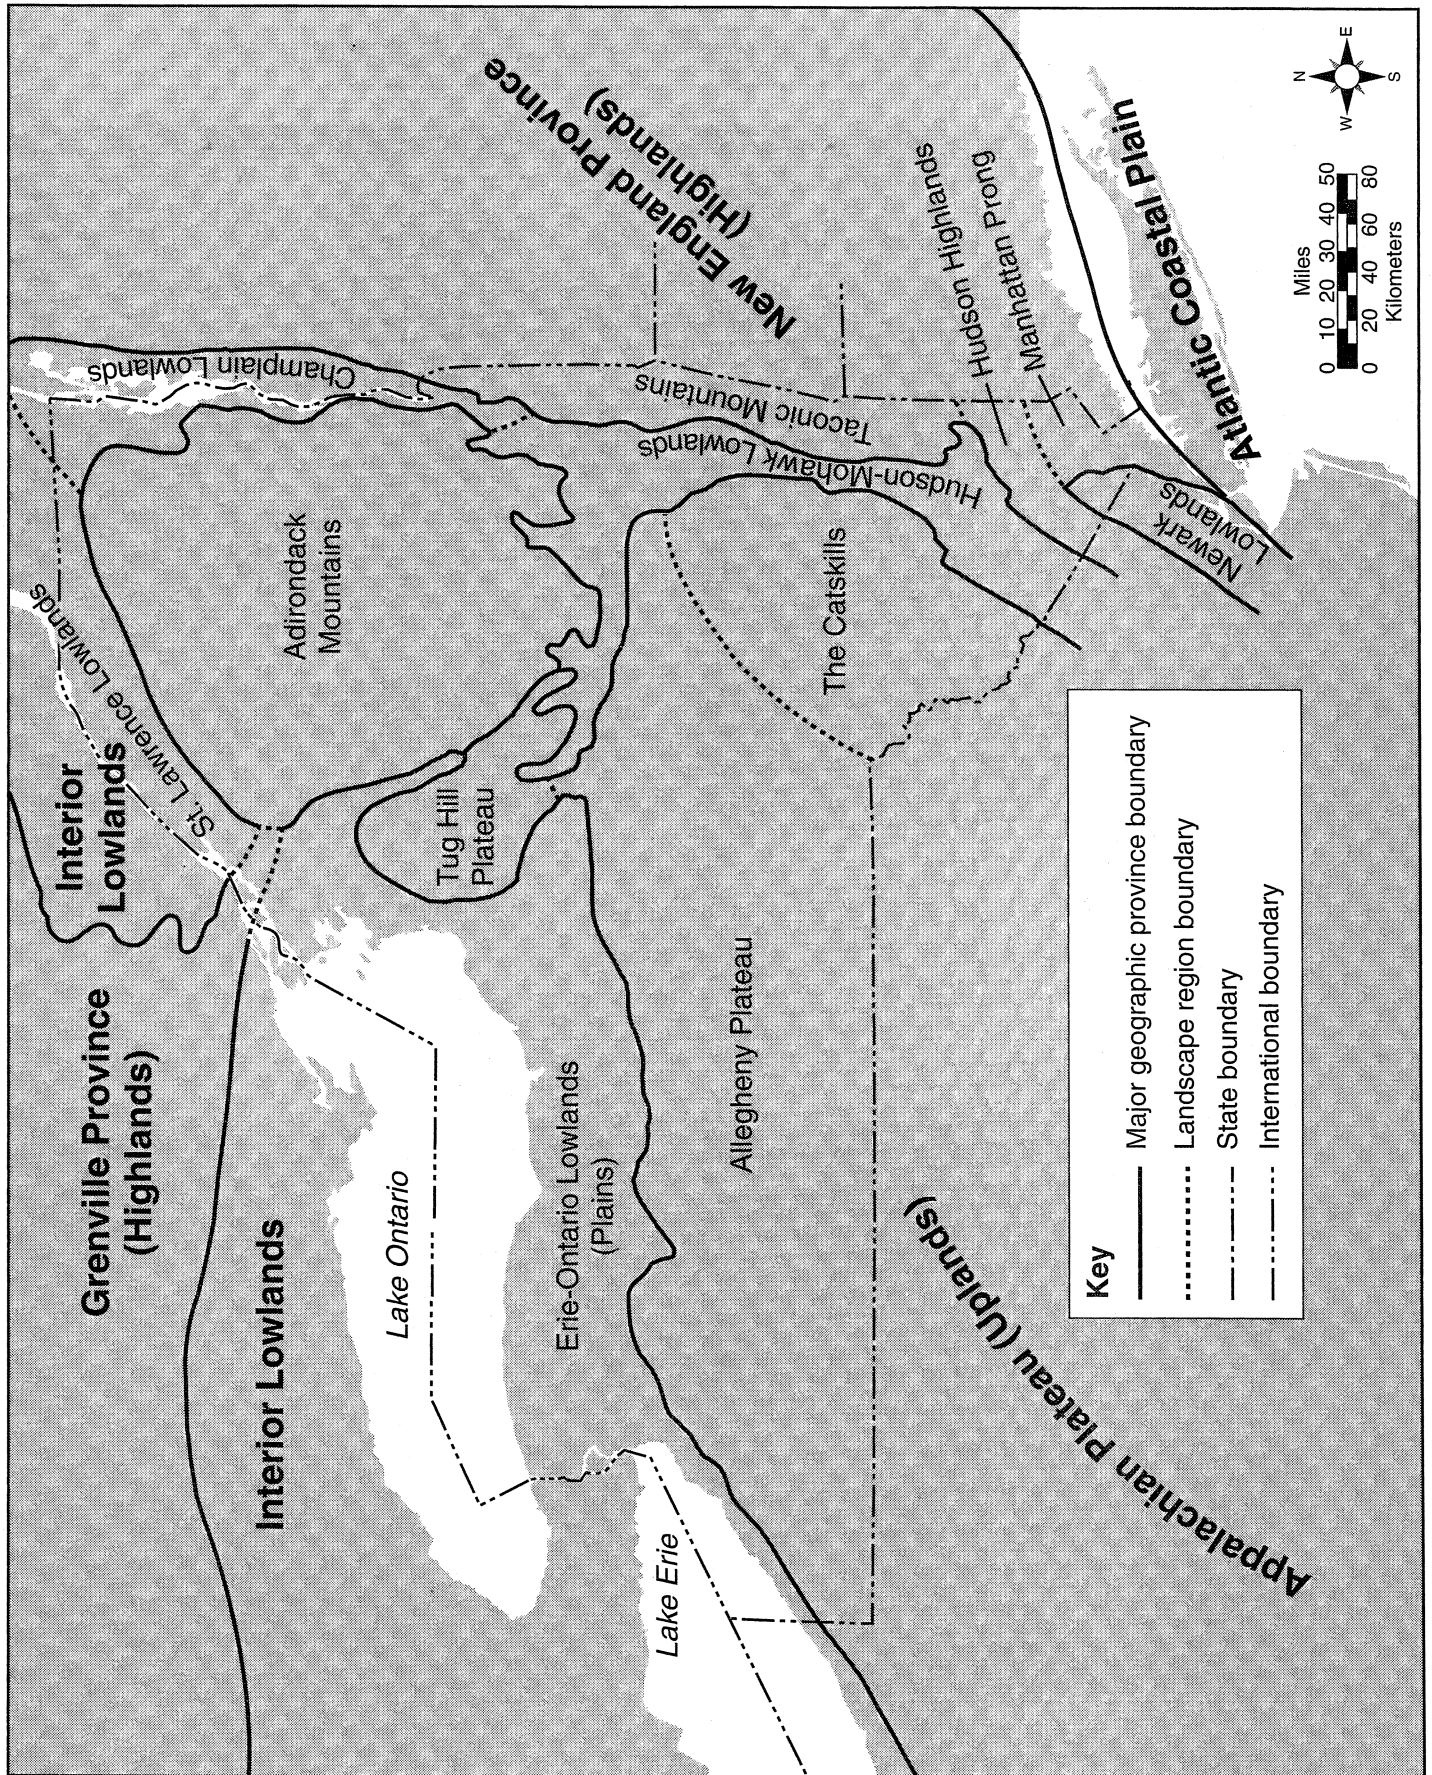 Grenville Province
(Highlands)
Interior
Lowlands
St. Lawrence Lowlands
Champlain Lowlands
Adirondack
Mountains
Interior Lowlands
Lake Ontario
Tug Hill
Plateau
Erie-Ontario Lowlands
(Plains)
Lake Erie
Allegheny Plateau
The Catskills
Hudson-Mohawk Lowlands
Taconic Mountains
New England Province
(Highlands)
Hudson Highlands
Manhattan Prong
Newark
Lowlands
Atlantic Coastal Plain
Appalachian Plateau (Uplands)
Key
Major geographic province boundary
Landscape region boundary
State boundary
International boundary
Miles
0 10 20 30 40 50
0 20 40 60 80
Kilometers
N
W E
S